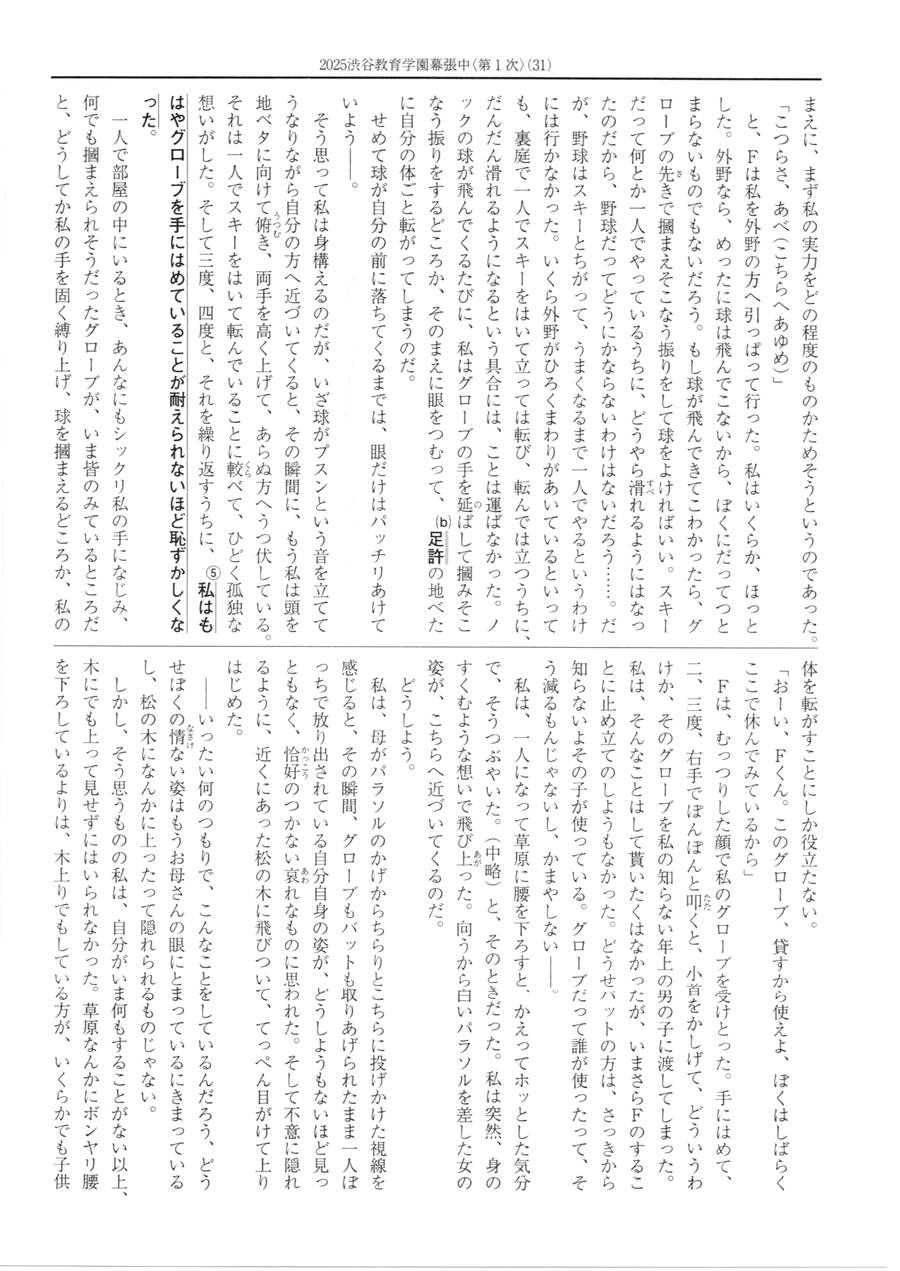 2025渋谷教育学園幕張中〈第1次〉(31)
まえに、まず私の実力をどの程度のものかためそうというのであった。
「こつらさ、あべ(こちらへあゆめ)」
と、Fは私を外野の方へ引っぱって行った。私はいくらか、ほっと
した。外野なら、めったに球は飛んでこないから、ぼくにだってつと
まらないものでもないだろう。もし球が飛んできてこわかったら、グ
ローブの先きで摑まえそこなう振りをして球をよければいい。スキー
だって何とか一人でやっているうちに、どうやら滑れるようにはなっ
たのだから、野球だってどうにかならないわけはないだろう……。だ
が、野球はスキーとちがって、うまくなるまで一人でやるというわけ
には行かなかった。いくら外野がひろくまわりがあいているといって
も、裏庭で一人でスキーをはいて立っては転び、転んでは立つうちに、
だんだん滑れるようになるという具合には、ことは運ばなかった。ノ
ックの球が飛んでくるたびに、私はグローブの手を延ばして摑みそこ
なう振りをするどころか、そのまえに眼をつむって、(b)足許の地べた
に自分の体ごと転がってしまうのだ。
せめて球が自分の前に落ちてくるまでは、眼だけはパッチリあけて
いよう――。
そう思って私は身構えるのだが、いざ球がプスンという音を立てて
うなりながら自分の方へ近づいてくると、その瞬間に、もう私は頭を
地ベタに向けて俯き、両手を高く上げて、あらぬ方へうつ伏している。
それは一人でスキーをはいて転んでいることに較べて、ひどく孤独な
想いがした。そして三度、四度と、それを繰り返すうちに、⑤私はも
はやグローブを手にはめていることが耐えられないほど恥ずかしくな
った。
一人で部屋の中にいるとき、あんなにもシックリ私の手になじみ、
何でも摑まえられそうだったグローブが、いま皆のみているところだ
と、どうしてか私の手を固く縛り上げ、球を摑まえるどころか、私の
体を転がすことにしか役立たない。
「おーい、Fくん。このグローブ、貸すから使えよ、ぼくはしばらく
ここで休んでみているから」
Fは、むっつりした顔で私のグローブを受けとった。手にはめて、
二、三度、右手でぽんぽんと叩くと、小首をかしげて、どういうわ
けか、そのグローブを私の知らない年上の男の子に渡してしまった。
私は、そんなことはして貰いたくはなかったが、いまさらFのするこ
とに止め立てのしようもなかった。どうせバットの方は、さっきから
知らないよその子が使っている。グローブだって誰が使ったって、そ
う減るもんじゃないし、かまやしない――。
私は、一人になって草原に腰を下ろすと、かえってホッとした気分
で、そうつぶやいた。(中略)と、そのときだった。私は突然、身の
すくむような想いで飛び上った。向うから白いパラソルを差した女の
姿が、こちらへ近づいてくるのだ。
どうしよう。
私は、母がパラソルのかげからちらりとこちらに投げかけた視線を
感じると、その瞬間、グローブもバットも取りあげられたまま一人ぼ
っちで放り出されている自分自身の姿が、どうしようもないほど見っ
ともなく、恰好のつかない哀れなものに思われた。そして不意に隠れ
るように、近くにあった松の木に飛びついて、てっぺん目がけて上り
はじめた。
――いったい何のつもりで、こんなことをしているんだろう、どう
せぼくの情ない姿はもうお母さんの眼にとまっているにきまっている
し、松の木になんかに上ったって隠れられるものじゃない。
しかし、そう思うものの私は、自分がいま何もすることがない以上、
木にでも上って見せずにはいられなかった。草原なんかにボンヤリ腰
を下ろしているよりは、木上りでもしている方が、いくらかでも子供